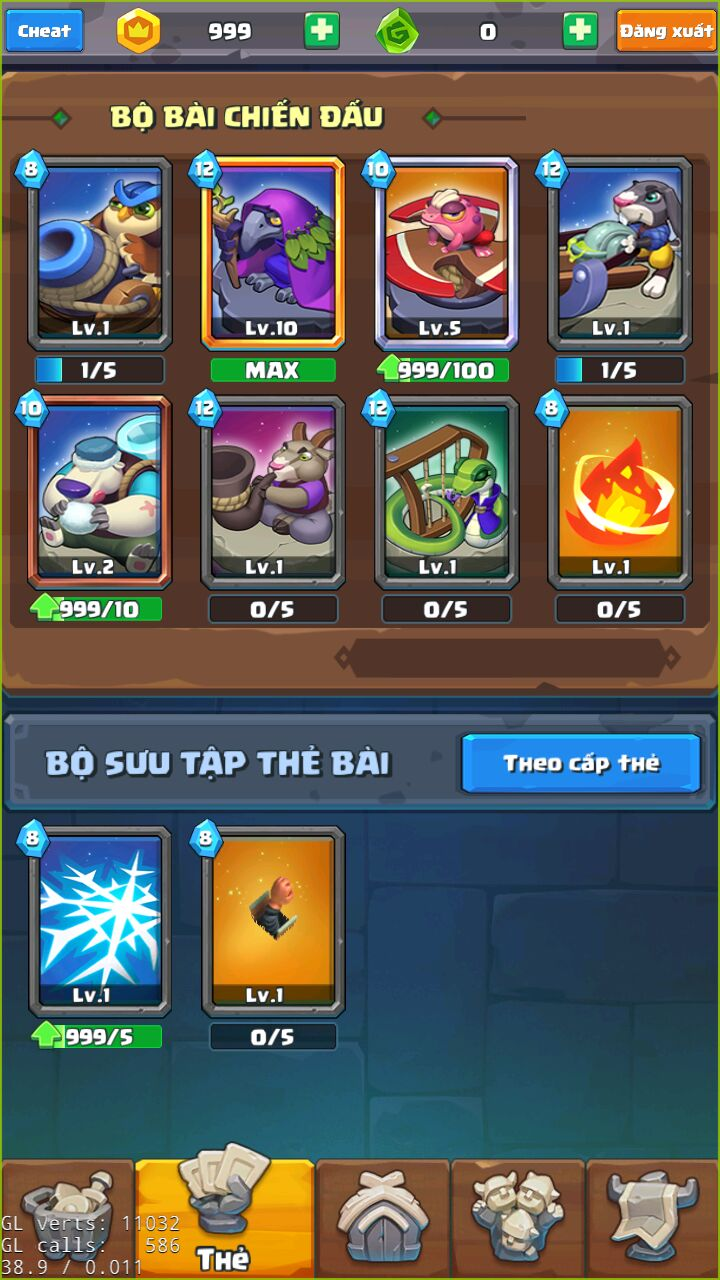 Cheat 999 0 Đăng xuất
BỘ BÀI CHIẾN ĐẤU
8 12 10 12
Lv.1 Lv.10 Lv.5 Lv.1
1/5 MAX 999/100 1/5
10 12 12 8
Lv.2 Lv.1 Lv.1 Lv.1
999/10 0/5 0/5 0/5
BỘ SƯU TẬP THẺ BÀI Theo cấp thẻ
8 8
Lv.1 Lv.1
999/5 0/5
GL verts: 11032
GL calls: 586
38.9 / 0.011
Thẻ